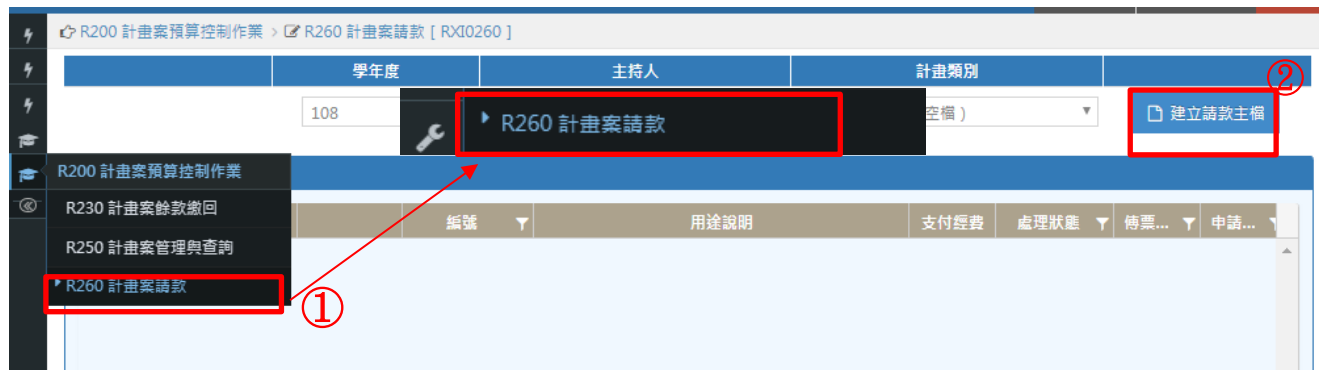 R200 計畫案預算控制作業 > R260 計畫案請款 [ RXI0260 ]
學年度 主持人 計畫類別
②
108 空檔 ) 建立請款主檔
R260 計畫案請款
R200 計畫案預算控制作業
R230 計畫案餘款繳回
編號 用途說明 支付經費 處理狀態 傳票... 申請...
R250 計畫案管理與查詢
R260 計畫案請款
①